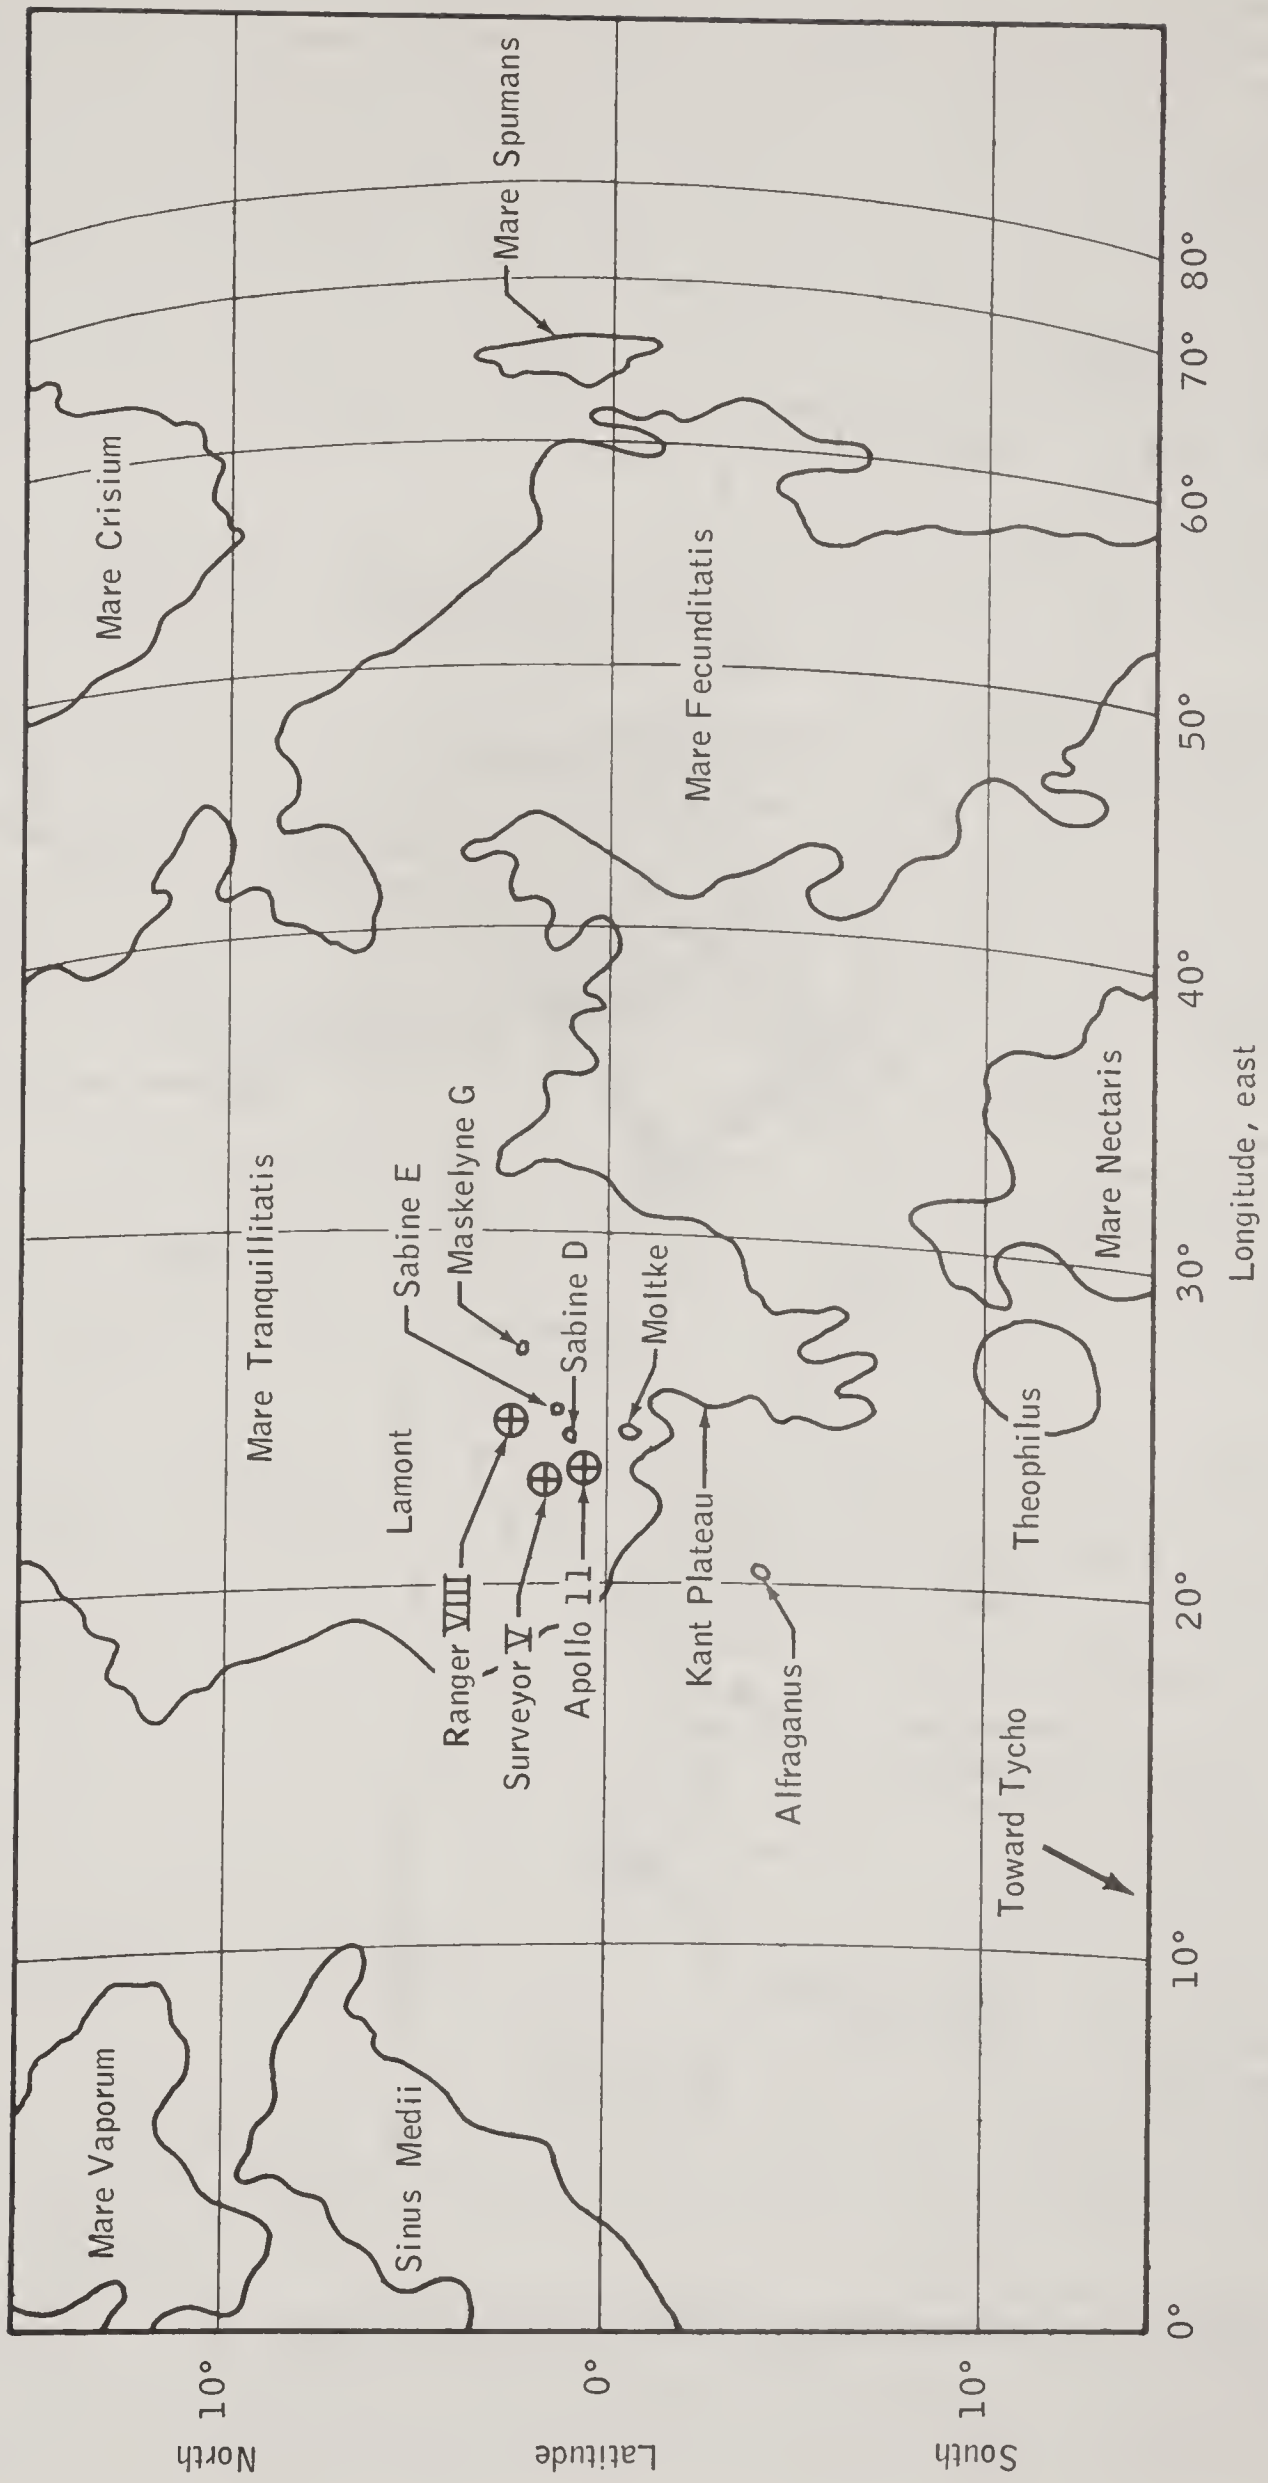 North
Latitude
South
10°
0°
10°
Mare Vaporum
Sinus Medii
Mare Crisium
Mare Tranquillitatis
Lamont
Sabine E
Maskelyne G
Ranger VIII
Surveyor V
Apollo 11
Sabine D
Moltke
Mare Spumans
Mare Fecunditatis
Kant Plateau
Alfraganus
Theophilus
Mare Nectaris
Toward Tycho
0°
10°
20°
30°
40°
50°
60°
70°
80°
Longitude, east